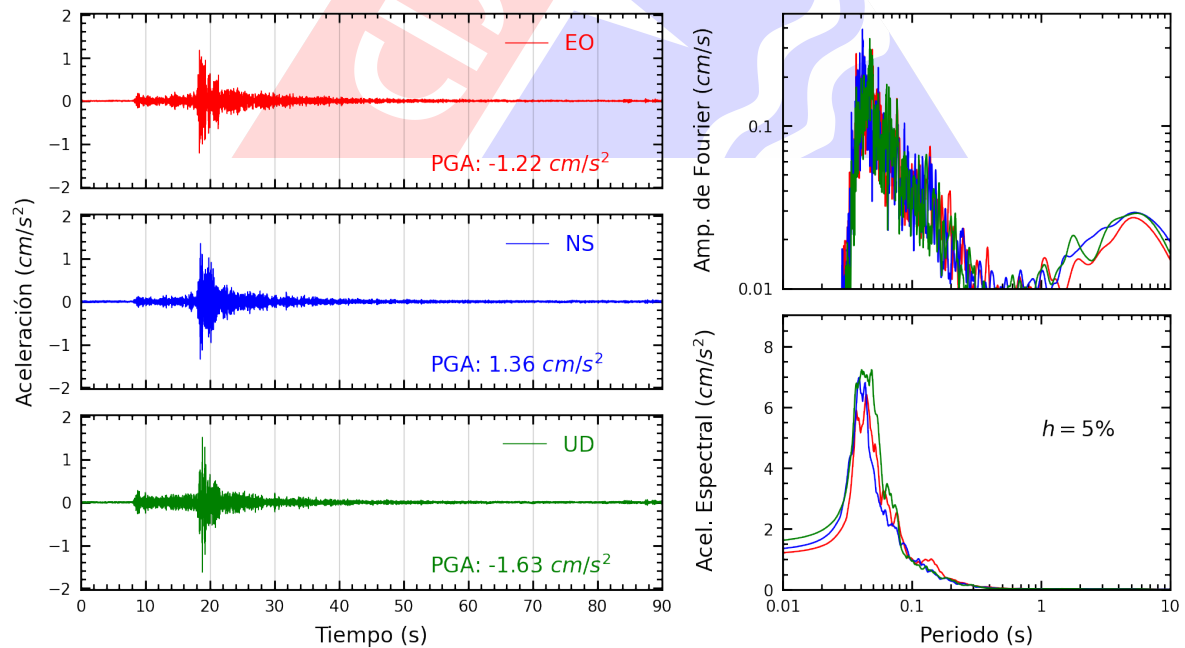 Aceleración (cm/s²)
2
1
0
−1
−2
EO
PGA: -1.22 cm/s²
2
1
0
−1
−2
NS
PGA: 1.36 cm/s²
2
1
0
−1
−2
UD
PGA: -1.63 cm/s²
0 10 20 30 40 50 60 70 80 90
Tiempo (s)
Amp. de Fourier (cm/s)
0.1
0.01
Acel. Espectral (cm/s²)
8
6
4
2
0
h = 5%
0.01 0.1 1 10
Periodo (s)